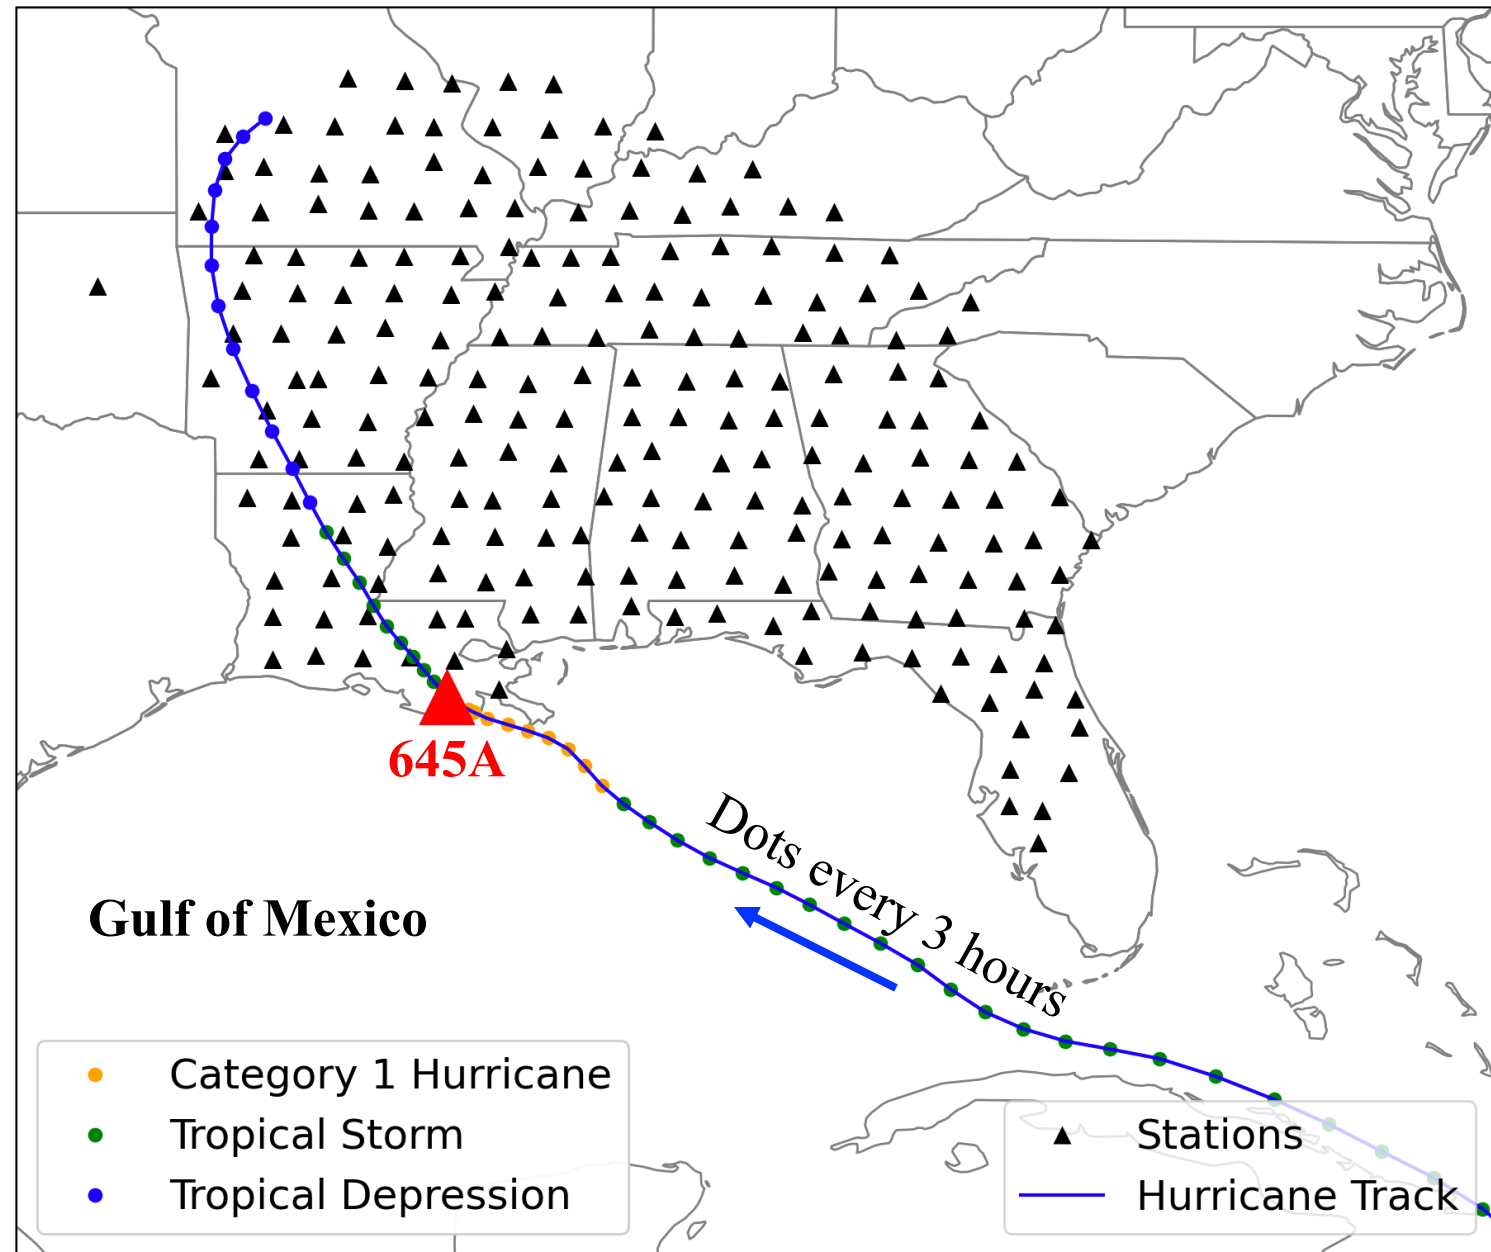 645A
Dots every 3 hours
Gulf of Mexico
Category 1 Hurricane
Tropical Storm
Tropical Depression
Stations
Hurricane Track